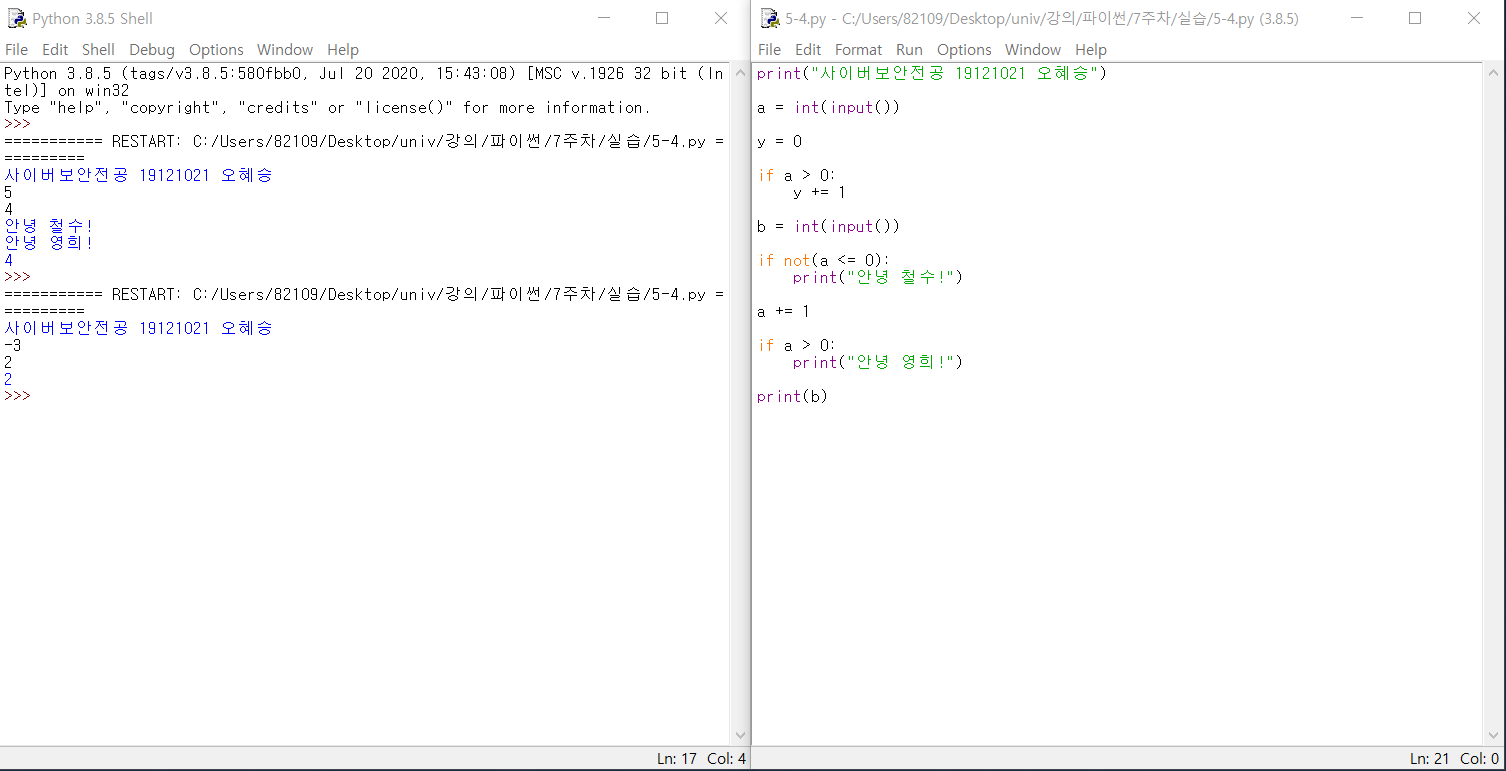 Python 3.8.5 Shell
File Edit Shell Debug Options Window Help
Python 3.8.5 (tags/v3.8.5:580fbb0, Jul 20 2020, 15:43:08) [MSC v.1926 32 bit (In
tel)] on win32
Type "help", "copyright", "credits" or "license()" for more information.
>>>
=========== RESTART: C:/Users/82109/Desktop/univ/강의/파이썬/7주차/실습/5-4.py =
=========
사이버보안전공 19121021 오혜승
5
4
안녕 철수!
안녕 영희!
4
>>>
=========== RESTART: C:/Users/82109/Desktop/univ/강의/파이썬/7주차/실습/5-4.py =
=========
사이버보안전공 19121021 오혜승
-3
2
2
>>>
Ln: 17 Col: 4
5-4.py - C:/Users/82109/Desktop/univ/강의/파이썬/7주차/실습/5-4.py (3.8.5)
File Edit Format Run Options Window Help
print("사이버보안전공 19121021 오혜승")
a = int(input())
y = 0
if a > 0:
    y += 1
b = int(input())
if not(a <= 0):
    print("안녕 철수!")
a += 1
if a > 0:
    print("안녕 영희!")
print(b)
Ln: 21 Col: 0